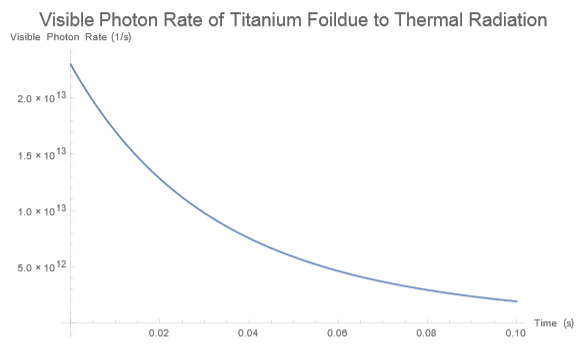 Visible Photon Rate of Titanium Foildue to Thermal Radiation
Visible Photon Rate (1/s)
2.0 × 10^13
1.5 × 10^13
1.0 × 10^13
5.0 × 10^12
Time (s)
0.02 0.04 0.06 0.08 0.10